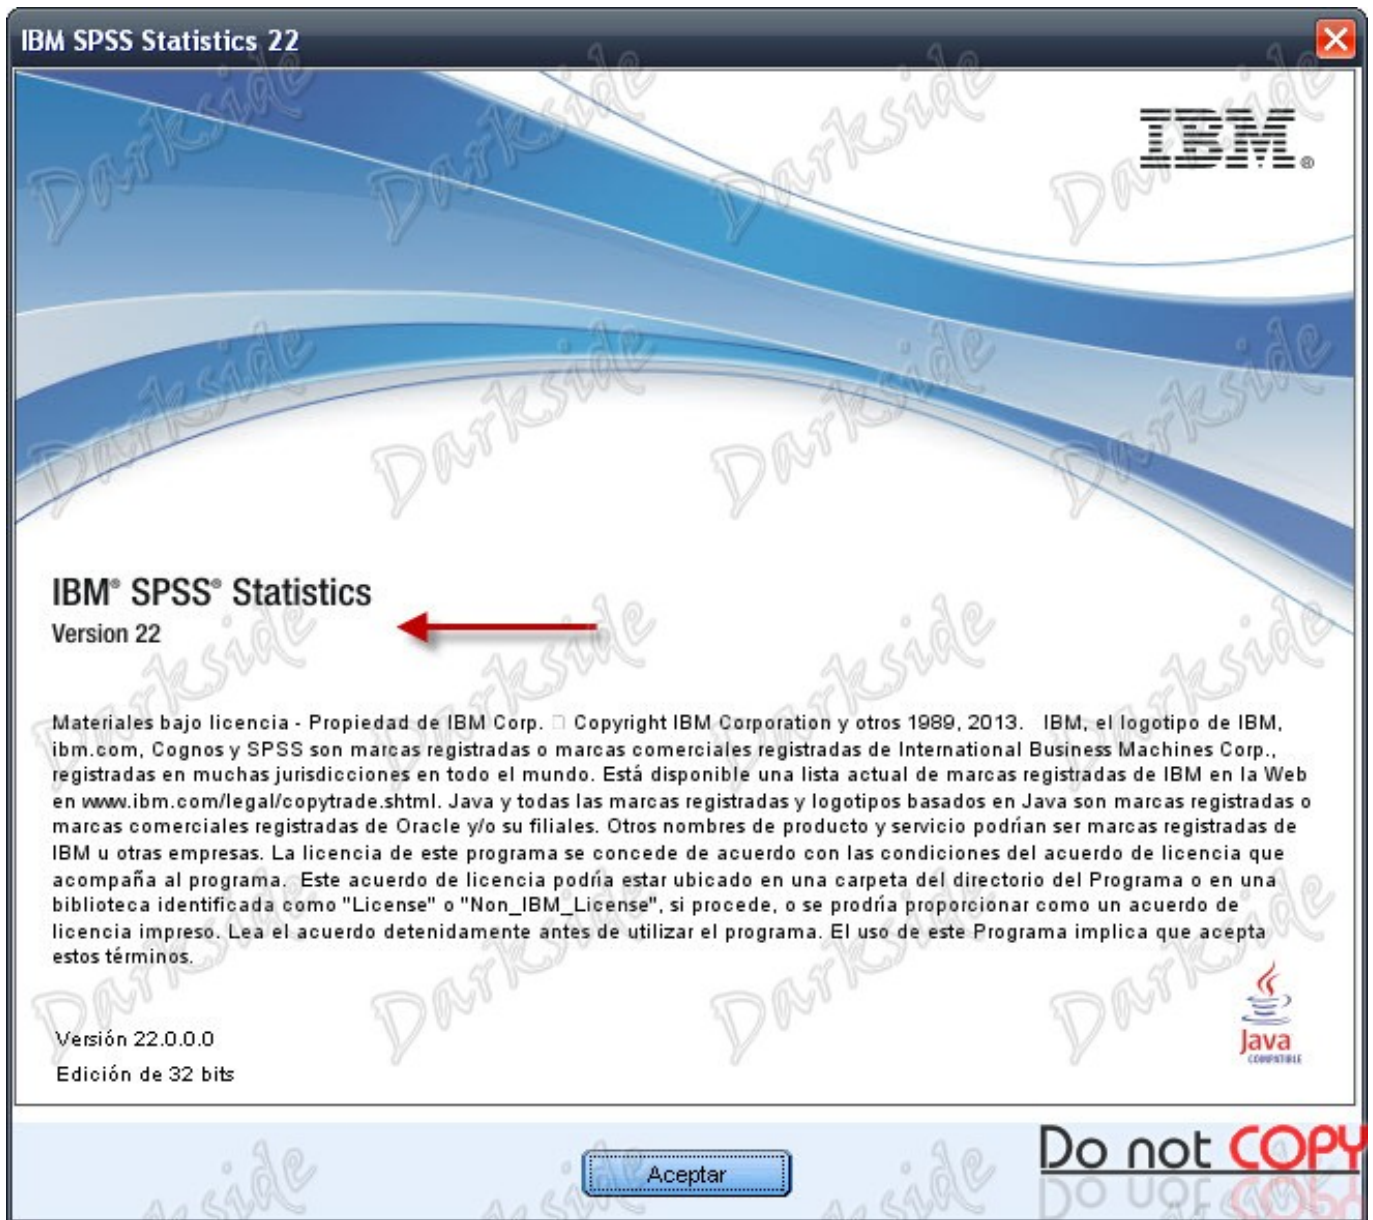 IBM SPSS Statistics 22
IBM®
IBM® SPSS® Statistics
Version 22
Materiales bajo licencia - Propiedad de IBM Corp. □ Copyright IBM Corporation y otros 1989, 2013. IBM, el logotipo de IBM,
ibm.com, Cognos y SPSS son marcas registradas o marcas comerciales registradas de International Business Machines Corp.,
registradas en muchas jurisdicciones en todo el mundo. Está disponible una lista actual de marcas registradas de IBM en la Web
en www.ibm.com/legal/copytrade.shtml. Java y todas las marcas registradas y logotipos basados en Java son marcas registradas o
marcas comerciales registradas de Oracle y/o su filiales. Otros nombres de producto y servicio podrían ser marcas registradas de
IBM u otras empresas. La licencia de este programa se concede de acuerdo con las condiciones del acuerdo de licencia que
acompaña al programa. Este acuerdo de licencia podría estar ubicado en una carpeta del directorio del Programa o en una
biblioteca identificada como "License" o "Non_IBM_License", si procede, o se prodría proporcionar como un acuerdo de
licencia impreso. Lea el acuerdo detenidamente antes de utilizar el programa. El uso de este Programa implica que acepta
estos términos.
Java
COMPATIBLE
Versión 22.0.0.0
Edición de 32 bits
Aceptar
Do not COPY
Darkside